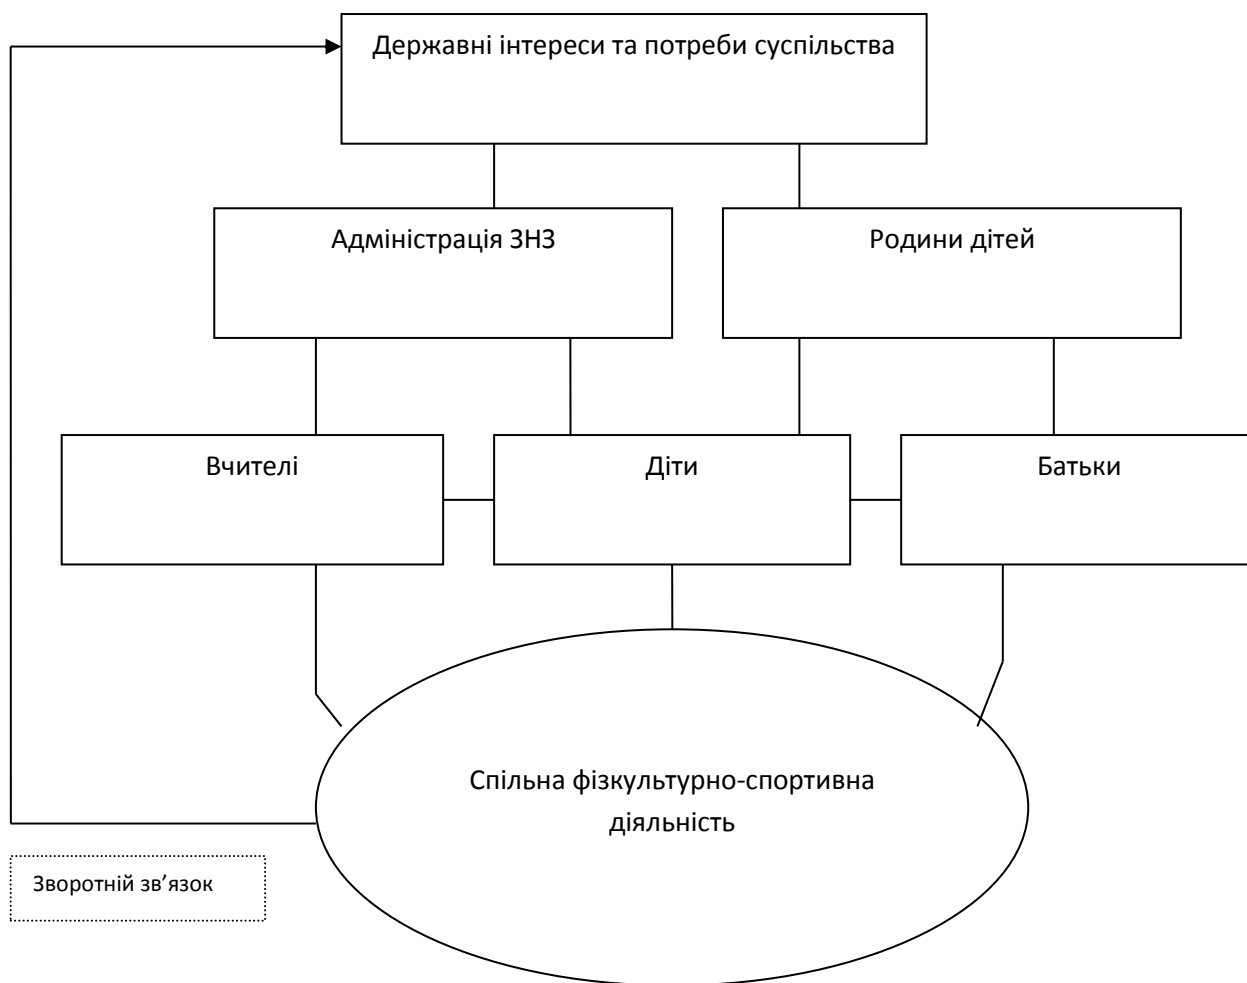 Державні інтереси та потреби суспільства
Адміністрація ЗНЗ
Родини дітей
Вчителі
Діти
Батьки
Спільна фізкультурно-спортивна
діяльність
Зворотній зв’язок